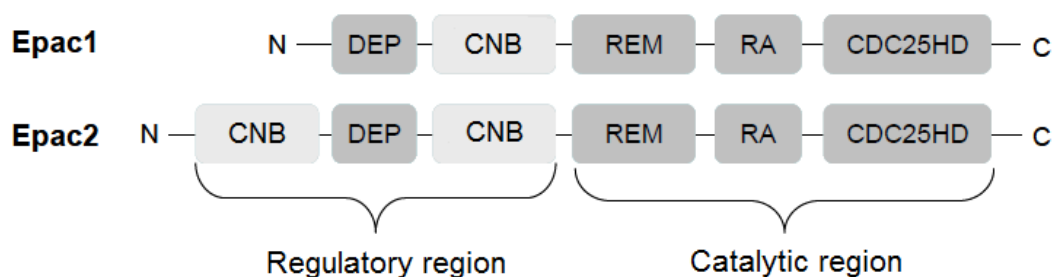 Epac1 N DEP CNB REM RA CDC25HD C
Epac2 N CNB DEP CNB REM RA CDC25HD C
Regulatory region Catalytic region